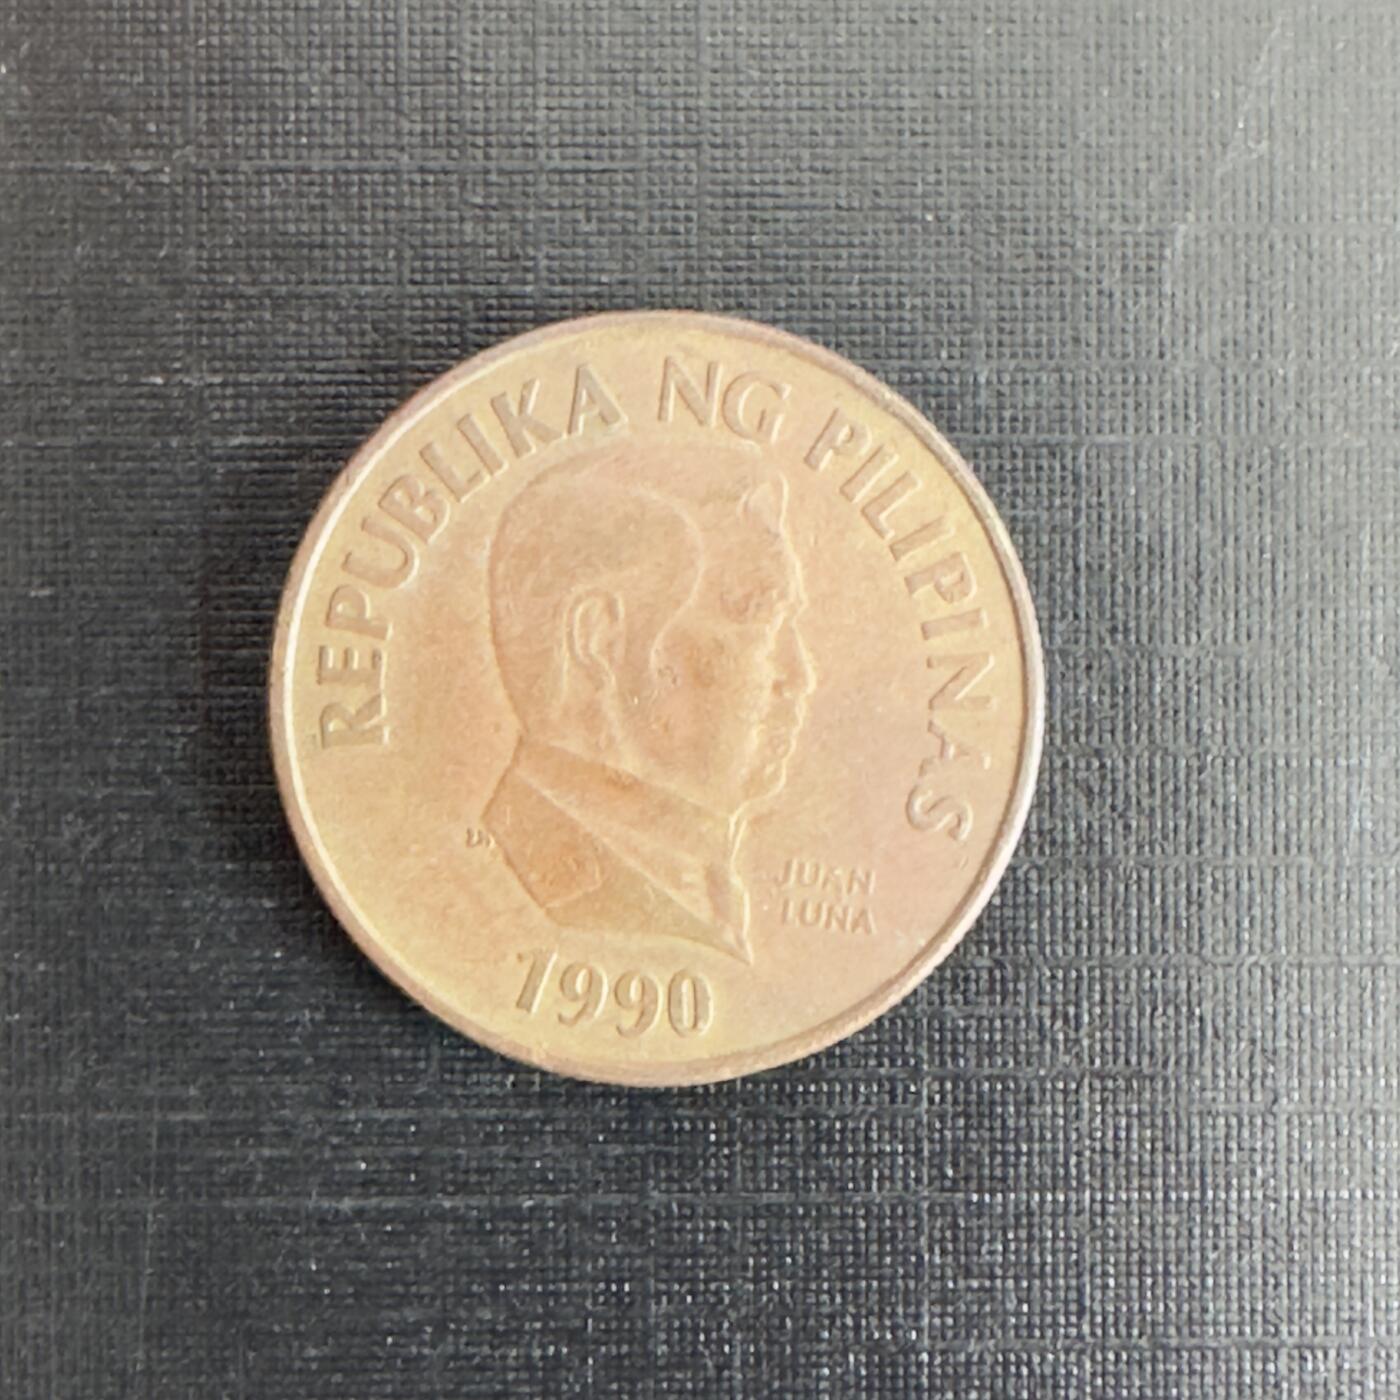 REPUBLIKA NG PILIPINAS
JUAN
LUNA
1990